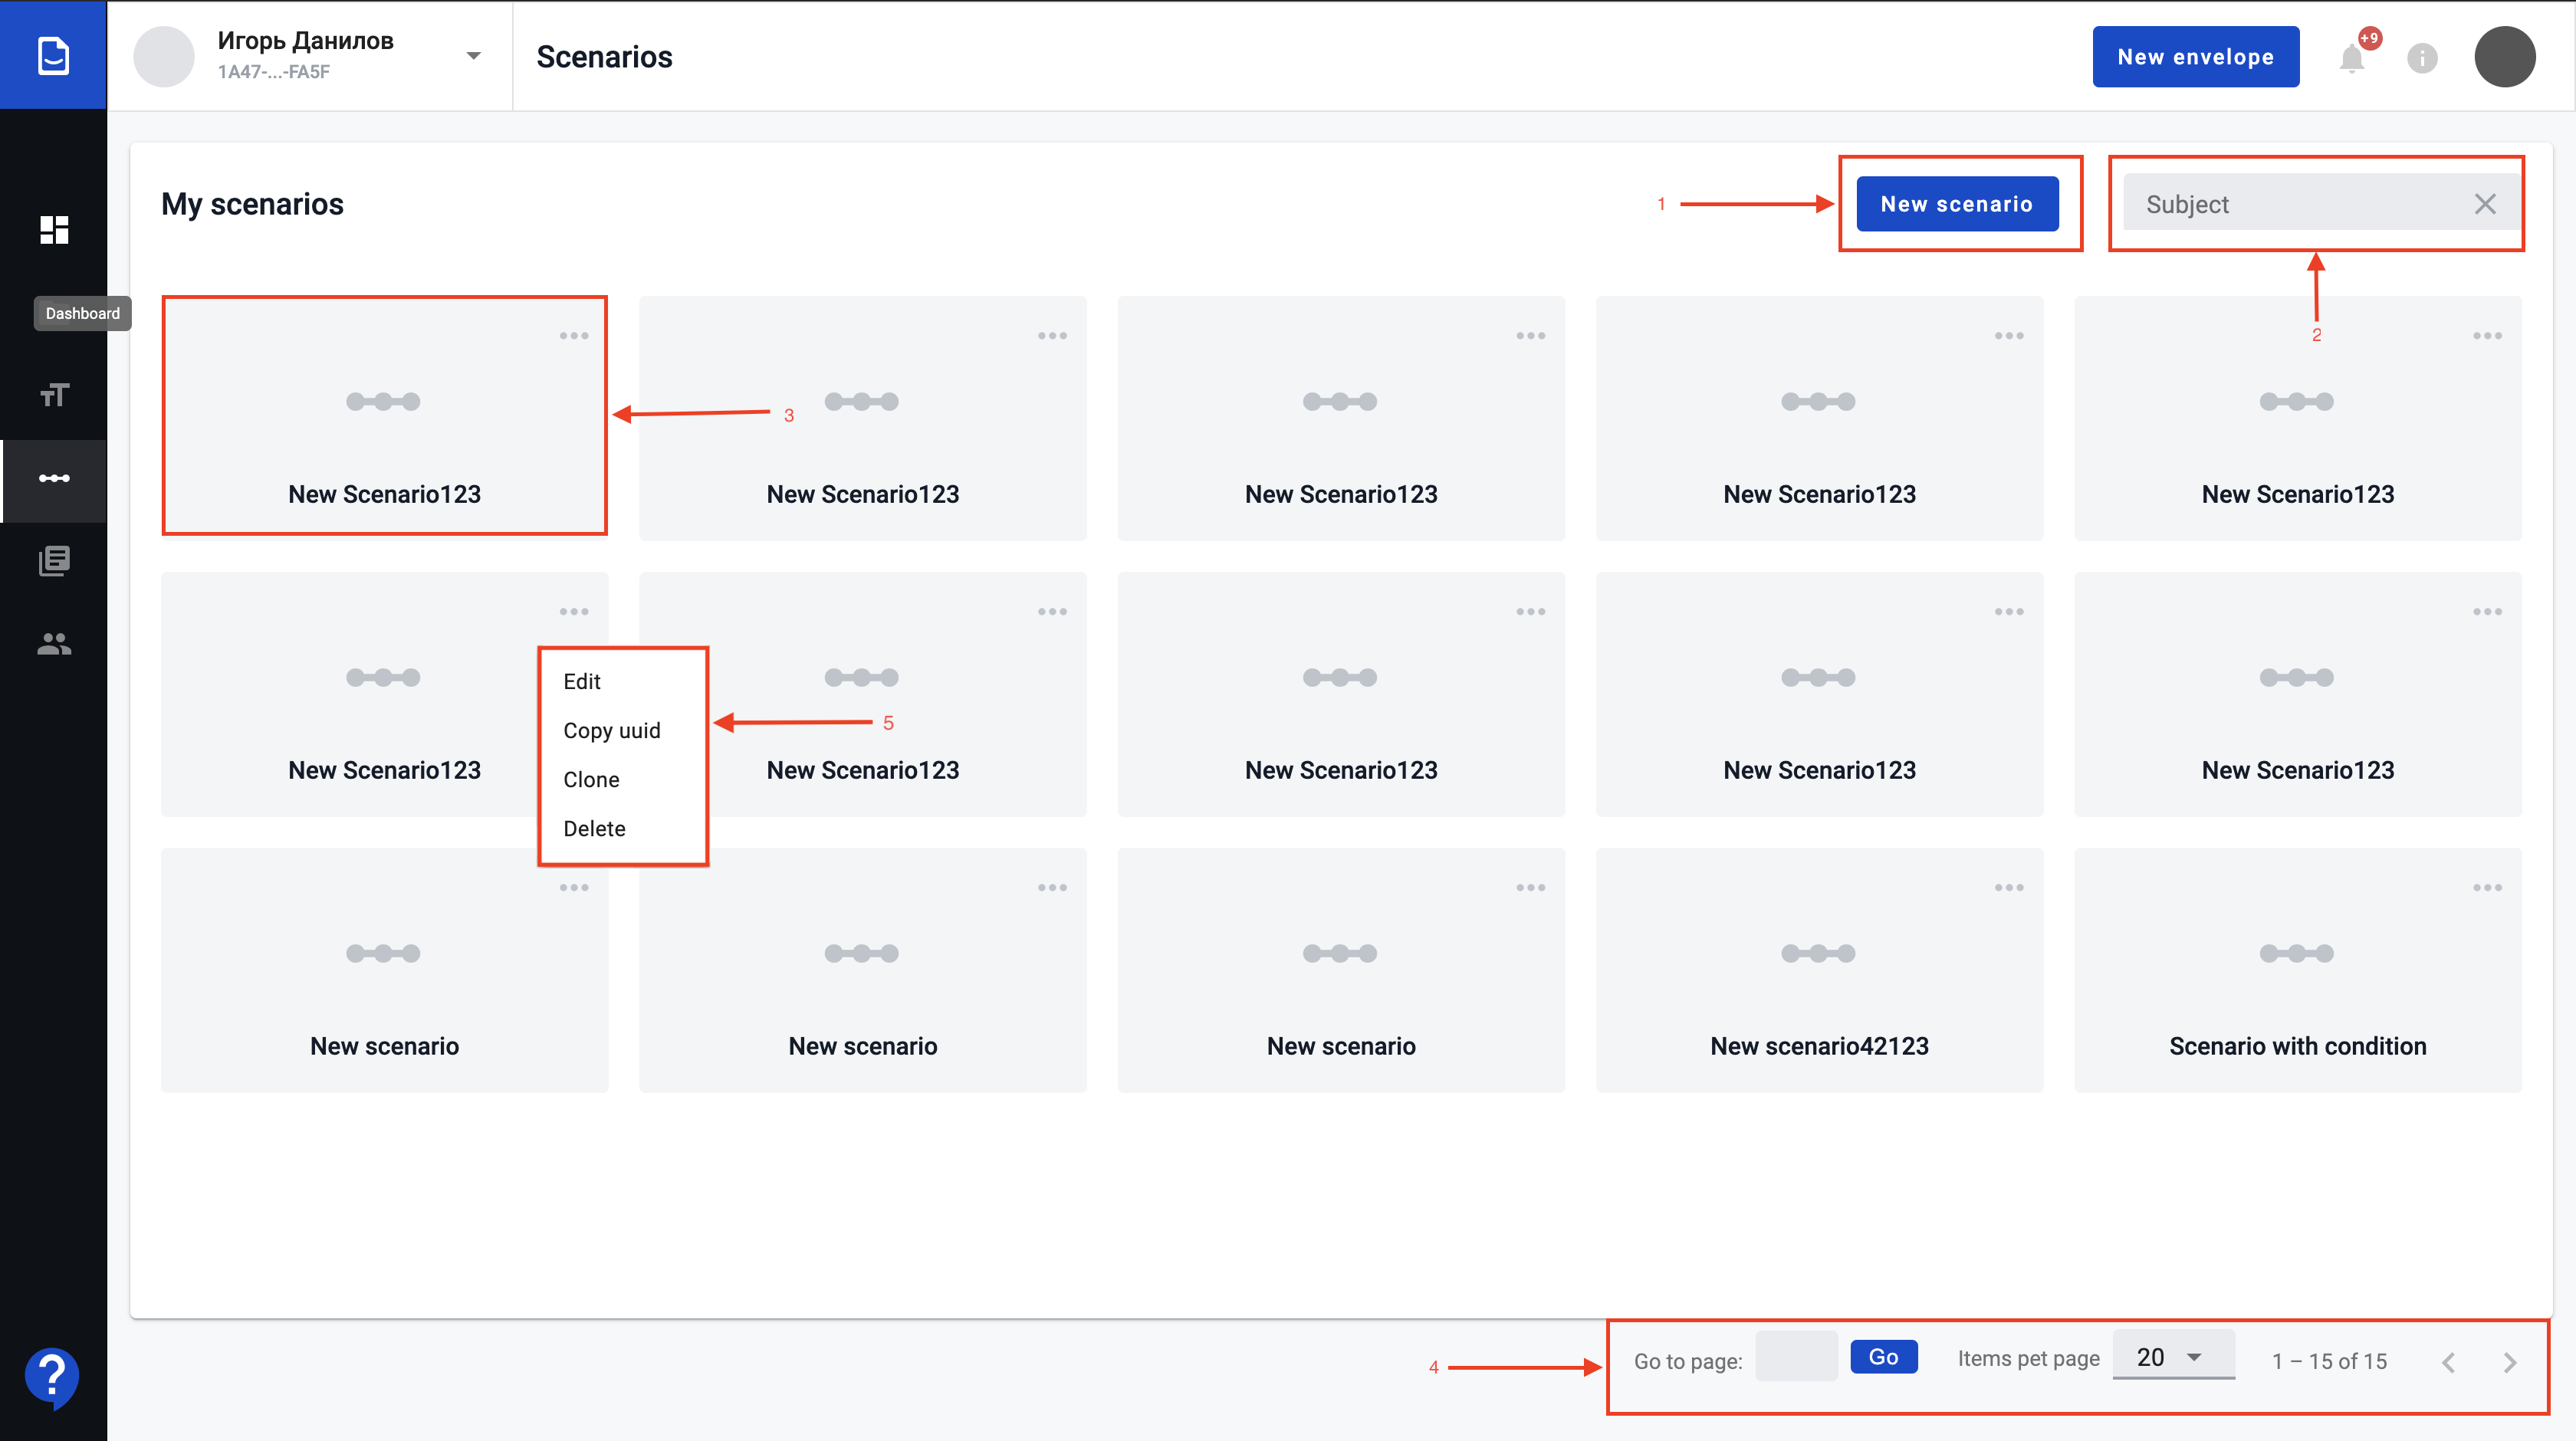 Игорь Данилов
1A47-...-FA5F
Scenarios
New envelope
+9
My scenarios
1
New scenario
Subject
2
Dashboard
3
New Scenario123
New Scenario123
New Scenario123
New Scenario123
New Scenario123
Edit
Copy uuid
Clone
Delete
5
New Scenario123
New Scenario123
New Scenario123
New Scenario123
New Scenario123
New scenario
New scenario
New scenario
New scenario42123
Scenario with condition
4
Go to page:
Go
Items pet page
20
1 – 15 of 15